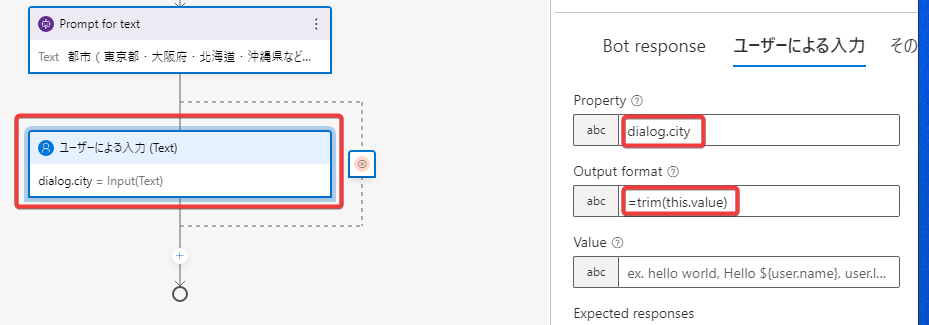 Prompt for text
Text 都市（東京都・大阪府・北海道・沖縄県など...
ユーザーによる入力 (Text)
dialog.city = Input(Text)
Bot response ユーザーによる入力 その
Property
abc dialog.city
Output format
abc =trim(this.value)
Value
abc ex. hello world, Hello ${user.name}, user.l...
Expected responses